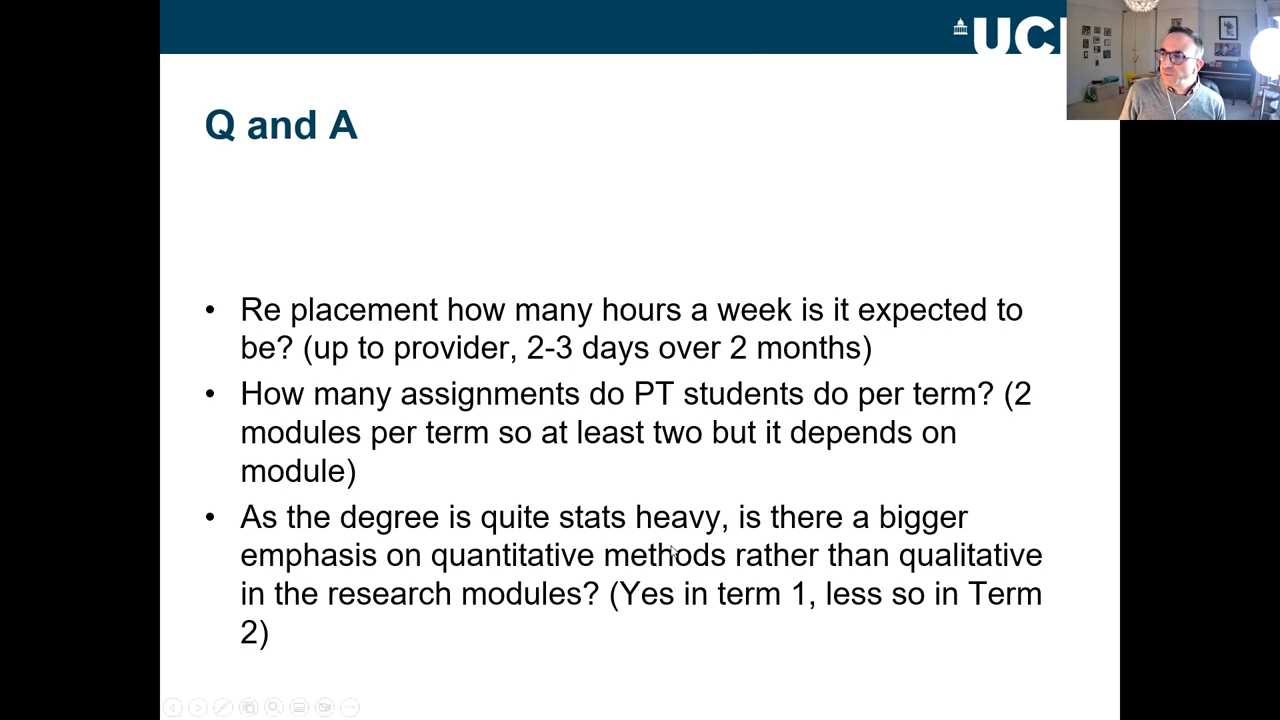 UCL
Q and A
• Re placement how many hours a week is it expected to
be? (up to provider, 2-3 days over 2 months)
• How many assignments do PT students do per term? (2
modules per term so at least two but it depends on
module)
• As the degree is quite stats heavy, is there a bigger
emphasis on quantitative methods rather than qualitative
in the research modules? (Yes in term 1, less so in Term
2)